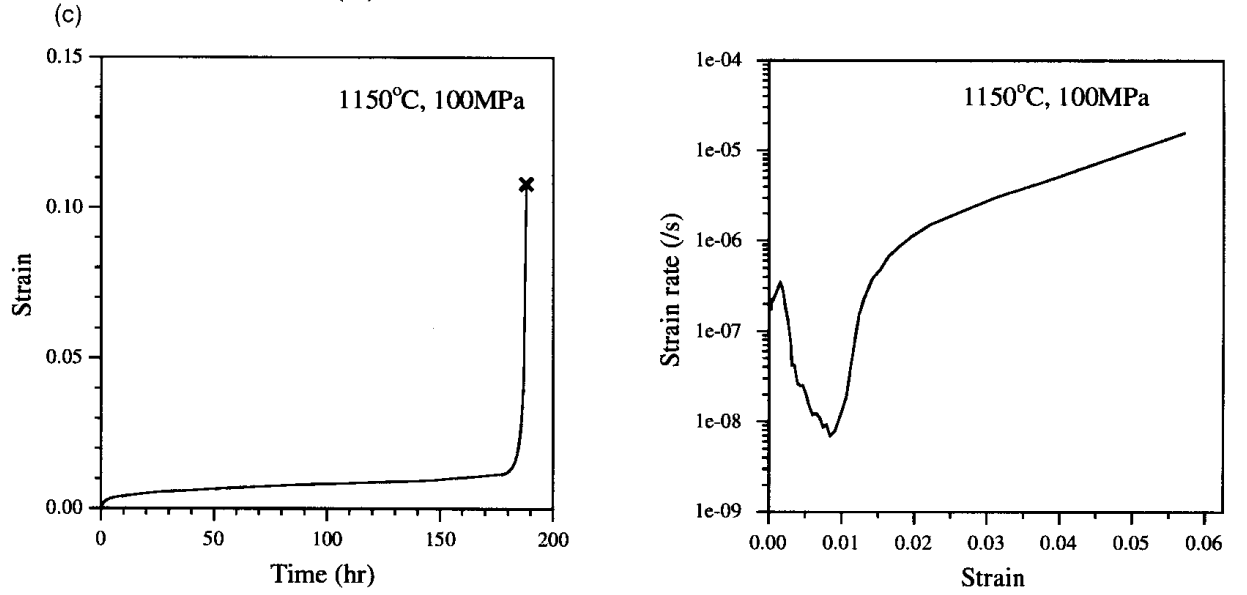 (c)
0.15
0.10
0.05
0.00
Strain
1150°C, 100MPa
0 50 100 150 200
Time (hr)
1e-04
1e-05
1e-06
1e-07
1e-08
1e-09
Strain rate (/s)
1150°C, 100MPa
0.00 0.01 0.02 0.03 0.04 0.05 0.06
Strain